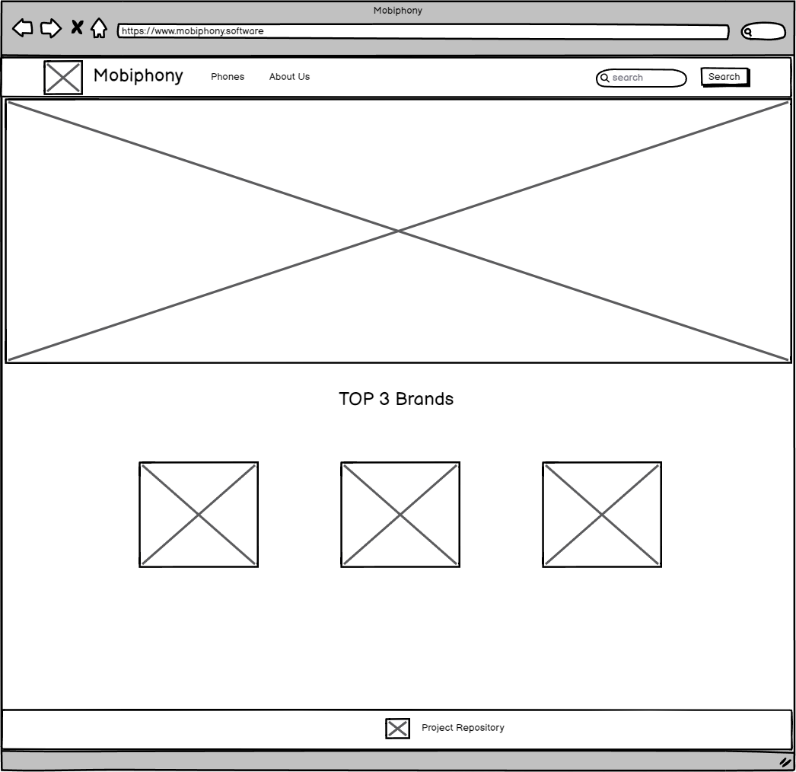 Mobiphony
https://www.mobiphony.software
Mobiphony Phones About Us search Search
TOP 3 Brands
Project Repository